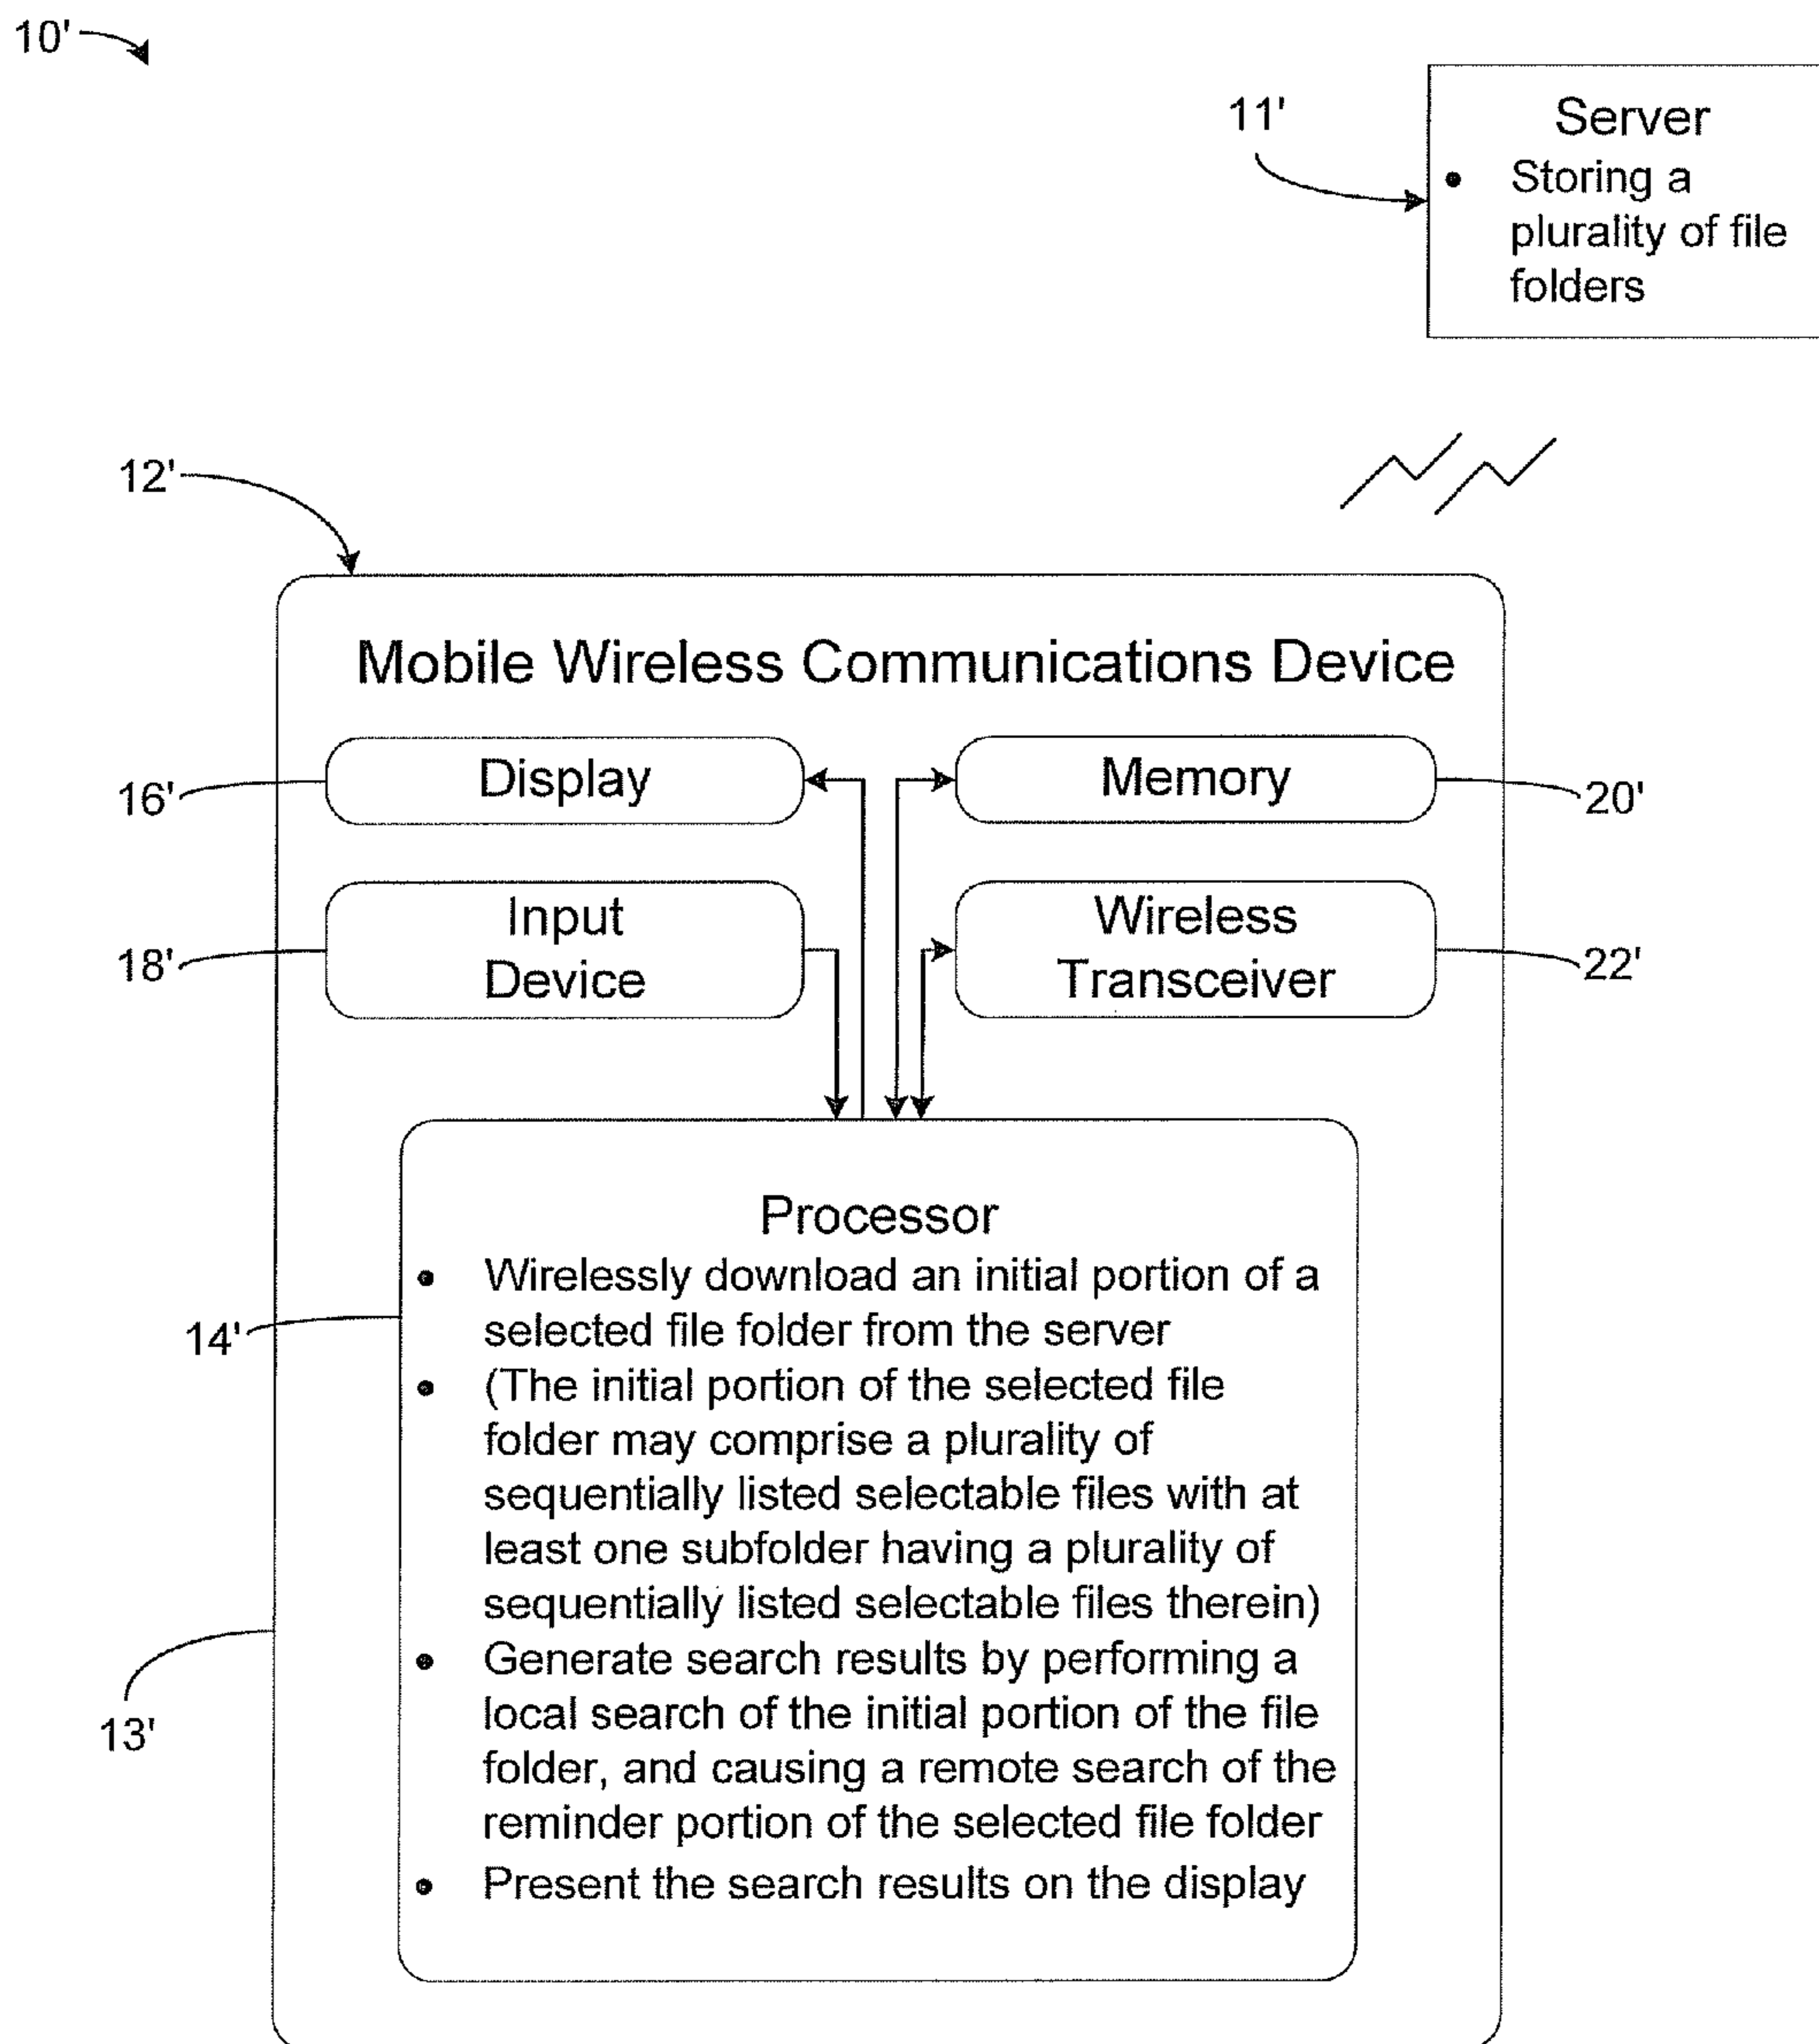 10'
11'
Server
• Storing a
plurality of file
folders
12'
Mobile Wireless Communications Device
Display
Memory
16'
20'
Input
Device
Wireless
Transceiver
18'
22'
Processor
• Wirelessly download an initial portion of a
selected file folder from the server
14'
• (The initial portion of the selected file
folder may comprise a plurality of
sequentially listed selectable files with at
least one subfolder having a plurality of
sequentially listed selectable files therein)
• Generate search results by performing a
local search of the initial portion of the file
folder, and causing a remote search of the
reminder portion of the selected file folder
13'
• Present the search results on the display